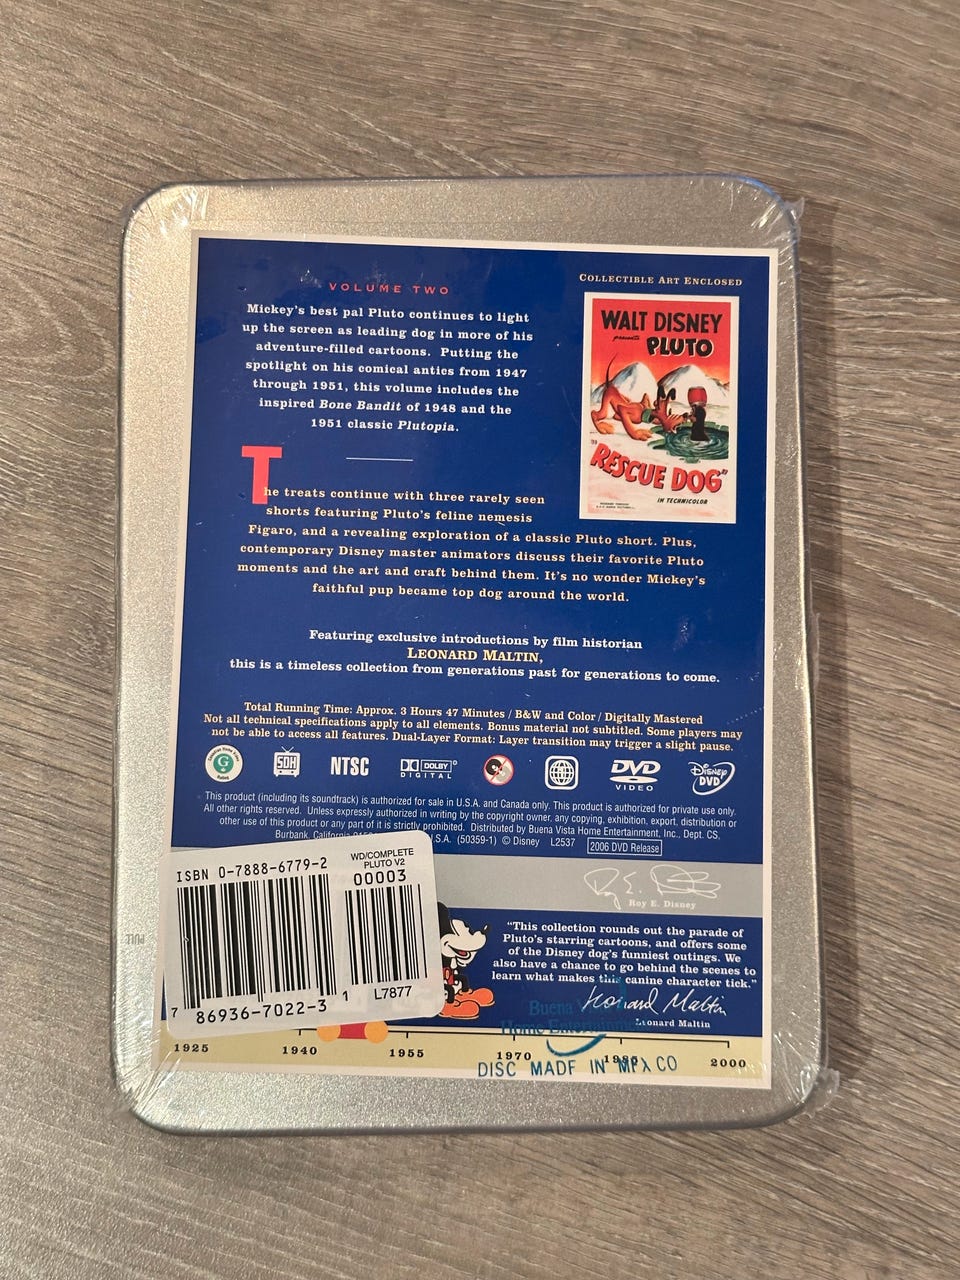 VOLUME TWO
Mickey's best pal Pluto continues to light
up the screen as leading dog in more of his
adventure-filled cartoons. Putting the
spotlight on his comical antics from 1947
through 1951, this volume includes the
inspired Bone Bandit of 1948 and the
1951 classic Plutopia.
COLLECTIBLE ART ENCLOSED
WALT DISNEY
presents
PLUTO
"RESCUE DOG"
IN TECHNICOLOR
The treats continue with three rarely seen
shorts featuring Pluto's feline nemesis
Figaro, and a revealing exploration of a classic Pluto short. Plus,
contemporary Disney master animators discuss their favorite Pluto
moments and the art and craft behind them. It's no wonder Mickey's
faithful pup became top dog around the world.
Featuring exclusive introductions by film historian
LEONARD MALTIN,
this is a timeless collection from generations past for generations to come.
Total Running Time: Approx. 3 Hours 47 Minutes / B&W and Color / Digitally Mastered
Not all technical specifications apply to all elements. Bonus material not subtitled. Some players may
not be able to access all features. Dual-Layer Format: Layer transition may trigger a slight pause.
Canadian Home Video
G
Rated
SDH
NTSC
DOLBY
DIGITAL
DVD
VIDEO
Disney
DVD
This product (including its soundtrack) is authorized for sale in U.S.A. and Canada only. This product is authorized for private use only.
All other rights reserved. Unless expressly authorized in writing by the copyright owner, any copying, exhibition, export, distribution or
other use of this product or any part of it is strictly prohibited. Distributed by Buena Vista Home Entertainment, Inc., Dept. CS.
Burbank, California U.S.A. (50359-1) © Disney L2537 2006 DVD Release
ISBN 0-7888-6779-2
WD/COMPLETE
PLUTO V2
00003
7 86936-7022-3 1
L7877
Roy E. Disney
"This collection rounds out the parade of
Pluto's starring cartoons, and offers some
of the Disney dog's funniest outings. We
also have a chance to go behind the scenes to
learn what makes this canine character tick."
Leonard Maltin
Leonard Maltin
PULL
Buena Vista
Home Entertainment
1925 1940 1955 1970 1985 2000
DISC MADE IN MEXICO